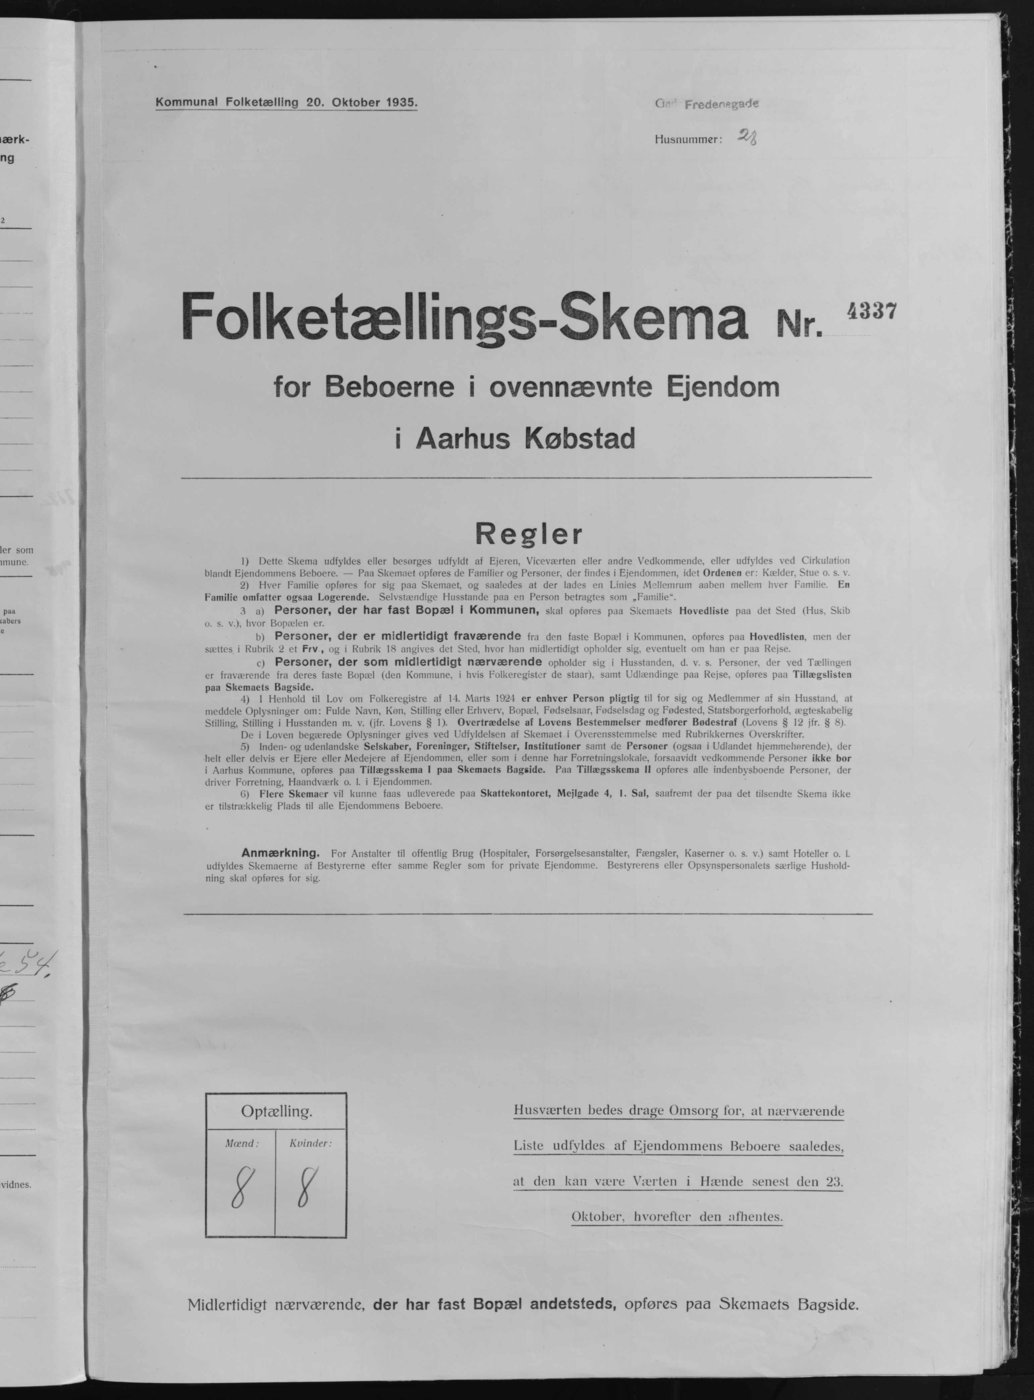 Kommunal Folketælling 20. Oktober 1935.
Gade Fredensgade
Husnummer: 28
Folketællings-Skema Nr. 4337
for Beboerne i ovennævnte Ejendom
i Aarhus Købstad
Regler
1) Dette Skema udfyldes eller besørges udfyldt af Ejeren, Viceværten eller andre Vedkommende, eller udfyldes ved Cirkulation
blandt Ejendommens Beboere. — Paa Skemaet opføres de Familier og Personer, der findes i Ejendommen, idet Ordenen er: Kælder, Stue o. s. v.
2) Hver Familie opføres for sig paa Skemaet, og saaledes at der lades en Linies Mellemrum aaben mellem hver Familie. En
Familie omfatter ogsaa Logerende. Selvstændige Husstande paa en Person betragtes som „Familie“.
3 a) Personer, der har fast Bopæl i Kommunen, skal opføres paa Skemaets Hovedliste paa det Sted (Hus, Skib
o. s. v.), hvor Bopælen er.
b) Personer, der er midlertidigt fraværende fra den faste Bopæl i Kommunen, opføres paa Hovedlisten, men der
sættes i Rubrik 2 et Frv., og i Rubrik 18 angives det Sted, hvor han midlertidigt opholder sig, eventuelt om han er paa Rejse.
c) Personer, der som midlertidigt nærværende opholder sig i Husstanden, d. v. s. Personer, der ved Tællingen
er fraværende fra deres faste Bopæl (den Kommune, i hvis Folkeregister de staar), samt Udlændinge paa Rejse, opføres paa Tillægslisten
paa Skemaets Bagside.
4) I Henhold til Lov om Folkeregistre af 14. Marts 1924 er enhver Person pligtig til for sig og Medlemmer af sin Husstand, at
meddele Oplysninger om: Fulde Navn, Køn, Stilling eller Erhverv, Bopæl, Fødselsaar, Fødselsdag og Fødested, Statsborgerforhold, ægteskabelig
Stilling, Stilling i Husstanden m. v. (jfr. Lovens § 1). Overtrædelse af Lovens Bestemmelser medfører Bødestraf (Lovens § 12 jfr. § 8).
De i Loven begærede Oplysninger gives ved Udfyldelsen af Skemaet i Overensstemmelse med Rubrikkernes Overskrifter.
5) Inden- og udenlandske Selskaber, Foreninger, Stiftelser, Institutioner samt de Personer (ogsaa i Udlandet hjemmehørende), der
helt eller delvis er Ejere eller Medejere af Ejendommen, eller som i denne har Forretningslokale, forsaavidt vedkommende Personer ikke bor
i Aarhus Kommune, opføres paa Tillægsskema I paa Skemaets Bagside. Paa Tillægsskema II opføres alle indenbysboende Personer, der
driver Forretning, Haandværk o. l. i Ejendommen.
6) Flere Skemaer vil kunne faas udleverede paa Skattekontoret, Mejlgade 4, 1. Sal, saafremt der paa det tilsendte Skema ikke
er tilstrækkelig Plads til alle Ejendommens Beboere.
Anmærkning. For Anstalter til offentlig Brug (Hospitaler, Forsørgelsesanstalter, Fængsler, Kaserner o. s. v.) samt Hoteller o. l.
udfyldes Skemaerne af Bestyrerne efter samme Regler som for private Ejendomme. Bestyrerens eller Opsynspersonalets særlige Hushold-
ning skal opføres for sig.
Optælling.
Mænd: Kvinder:
8 8
Husværten bedes drage Omsorg for, at nærværende
Liste udfyldes af Ejendommens Beboere saaledes,
at den kan være Værten i Hænde senest den 23.
Oktober, hvorefter den afhentes.
Midlertidigt nærværende, der har fast Bopæl andetsteds, opføres paa Skemaets Bagside.
ærk-
ng
2
ler som
mmune.
paa
kabers
e
54.
vidnes.